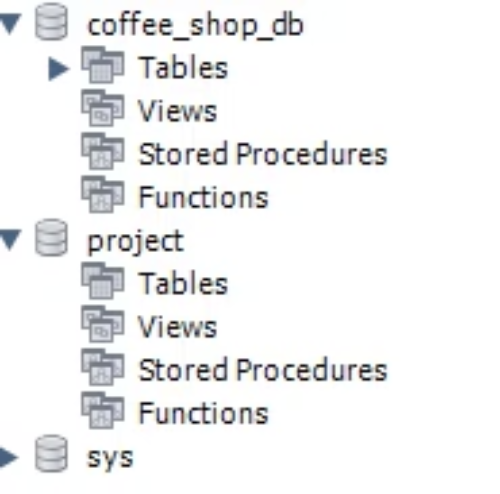 coffee_shop_db
Tables
Views
Stored Procedures
Functions
project
Tables
Views
Stored Procedures
Functions
sys